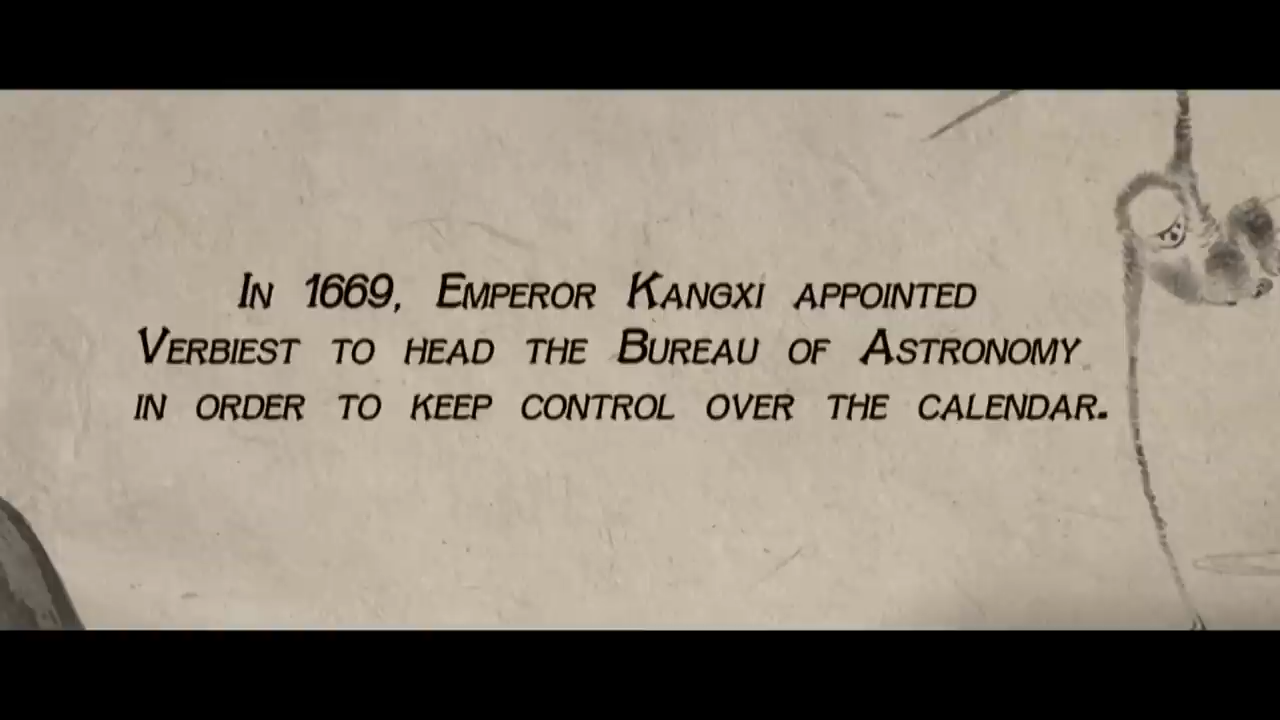 In 1669, Emperor Kangxi appointed
Verbiest to head the Bureau of Astronomy
in order to keep control over the calendar.